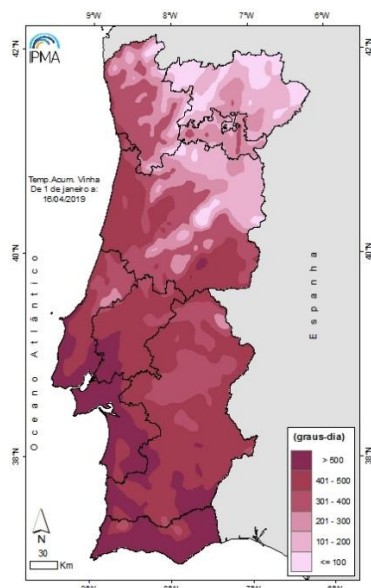 9°W 8°W 7°W 6°W
42°N 42°N
IPMA
Temp.Acum. Vinha
De 1 de janeiro a:
16/04/2019
40°N 40°N
Oceano Atlântico
Espanha
38°N 38°N
(graus-dia)
> 500
401 - 500
301 - 400
201 - 300
101 - 200
<= 100
N
30
Km